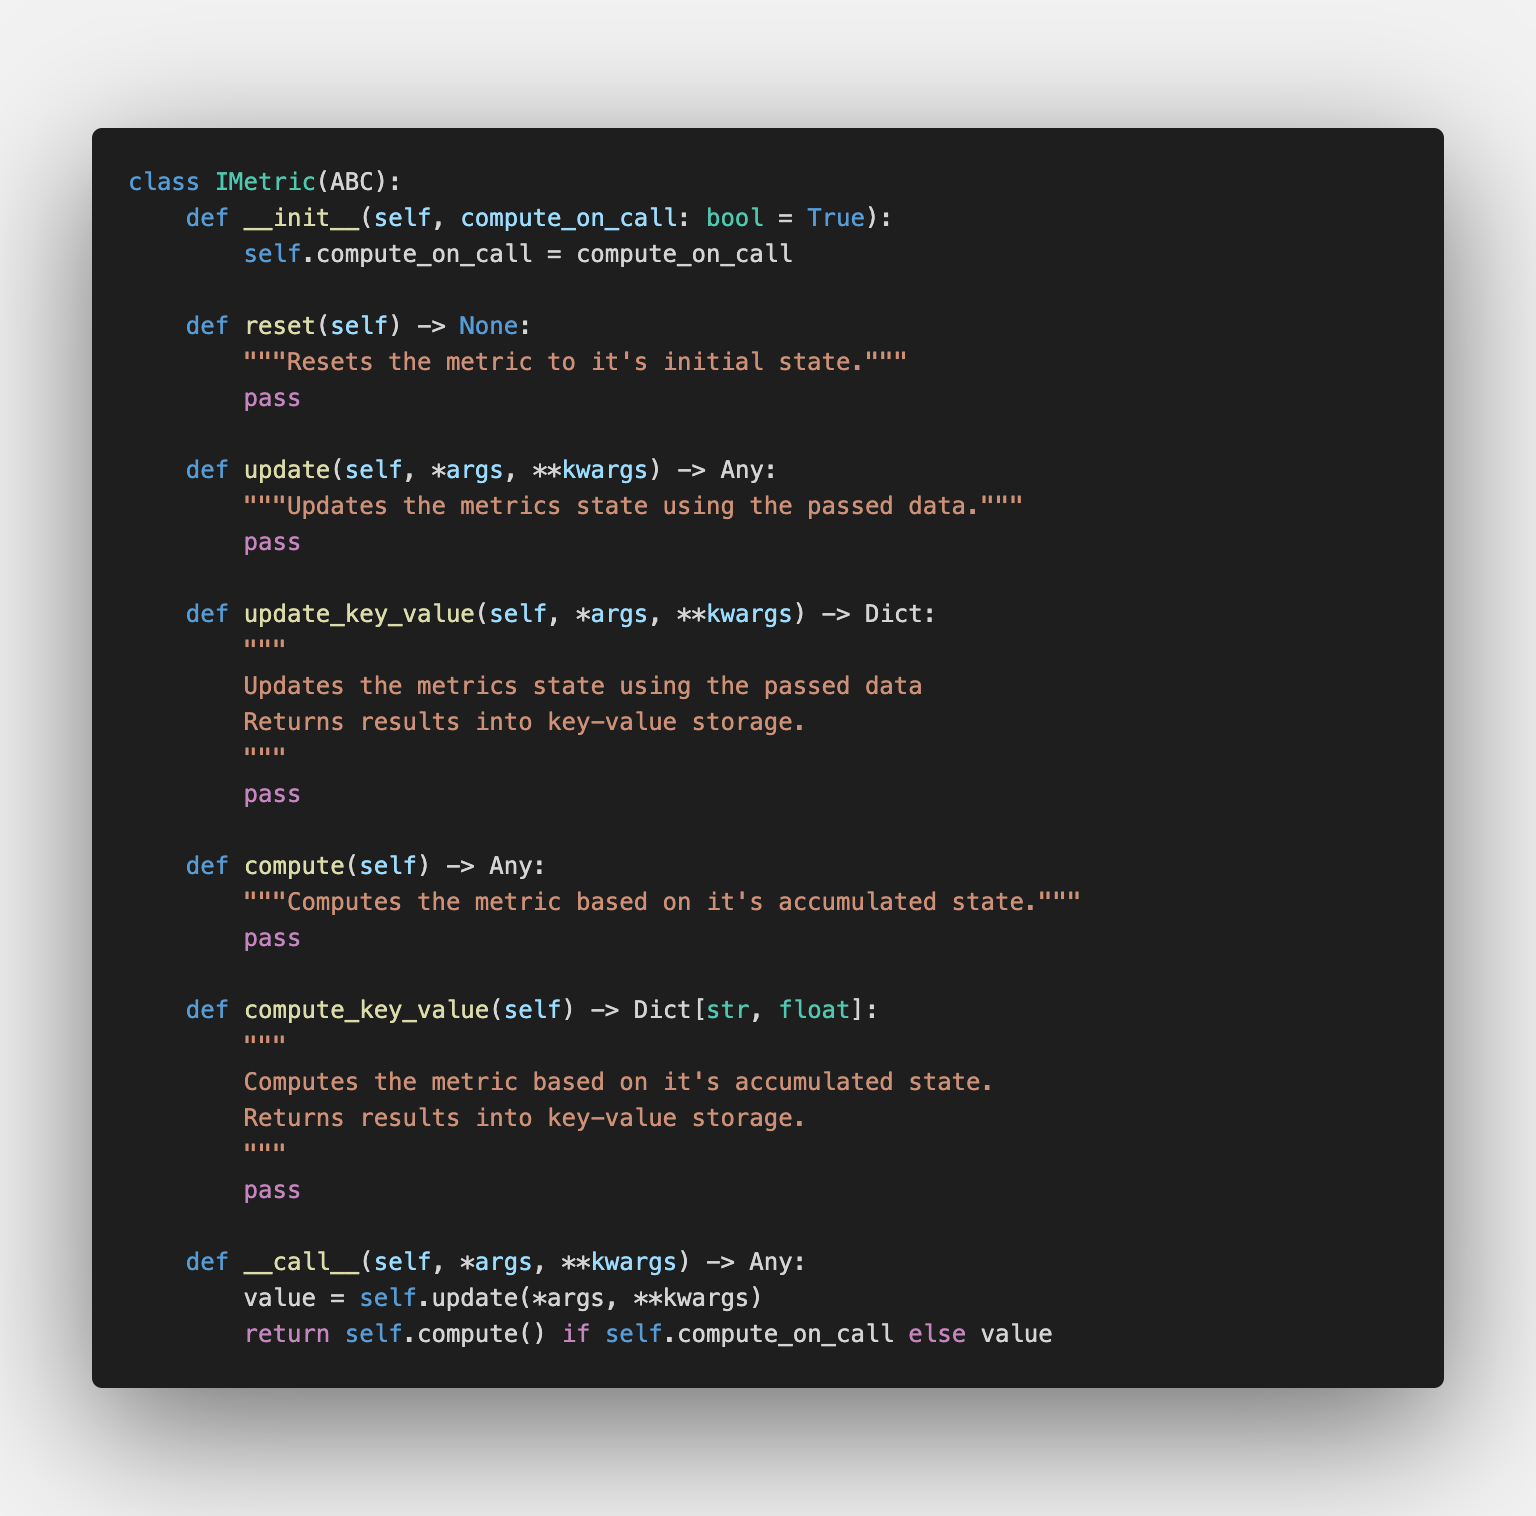 class IMetric(ABC):
    def __init__(self, compute_on_call: bool = True):
        self.compute_on_call = compute_on_call

    def reset(self) -> None:
        """Resets the metric to it's initial state."""
        pass

    def update(self, *args, **kwargs) -> Any:
        """Updates the metrics state using the passed data."""
        pass

    def update_key_value(self, *args, **kwargs) -> Dict:
        """
        Updates the metrics state using the passed data
        Returns results into key-value storage.
        """
        pass

    def compute(self) -> Any:
        """Computes the metric based on it's accumulated state."""
        pass

    def compute_key_value(self) -> Dict[str, float]:
        """
        Computes the metric based on it's accumulated state.
        Returns results into key-value storage.
        """
        pass

    def __call__(self, *args, **kwargs) -> Any:
        value = self.update(*args, **kwargs)
        return self.compute() if self.compute_on_call else value